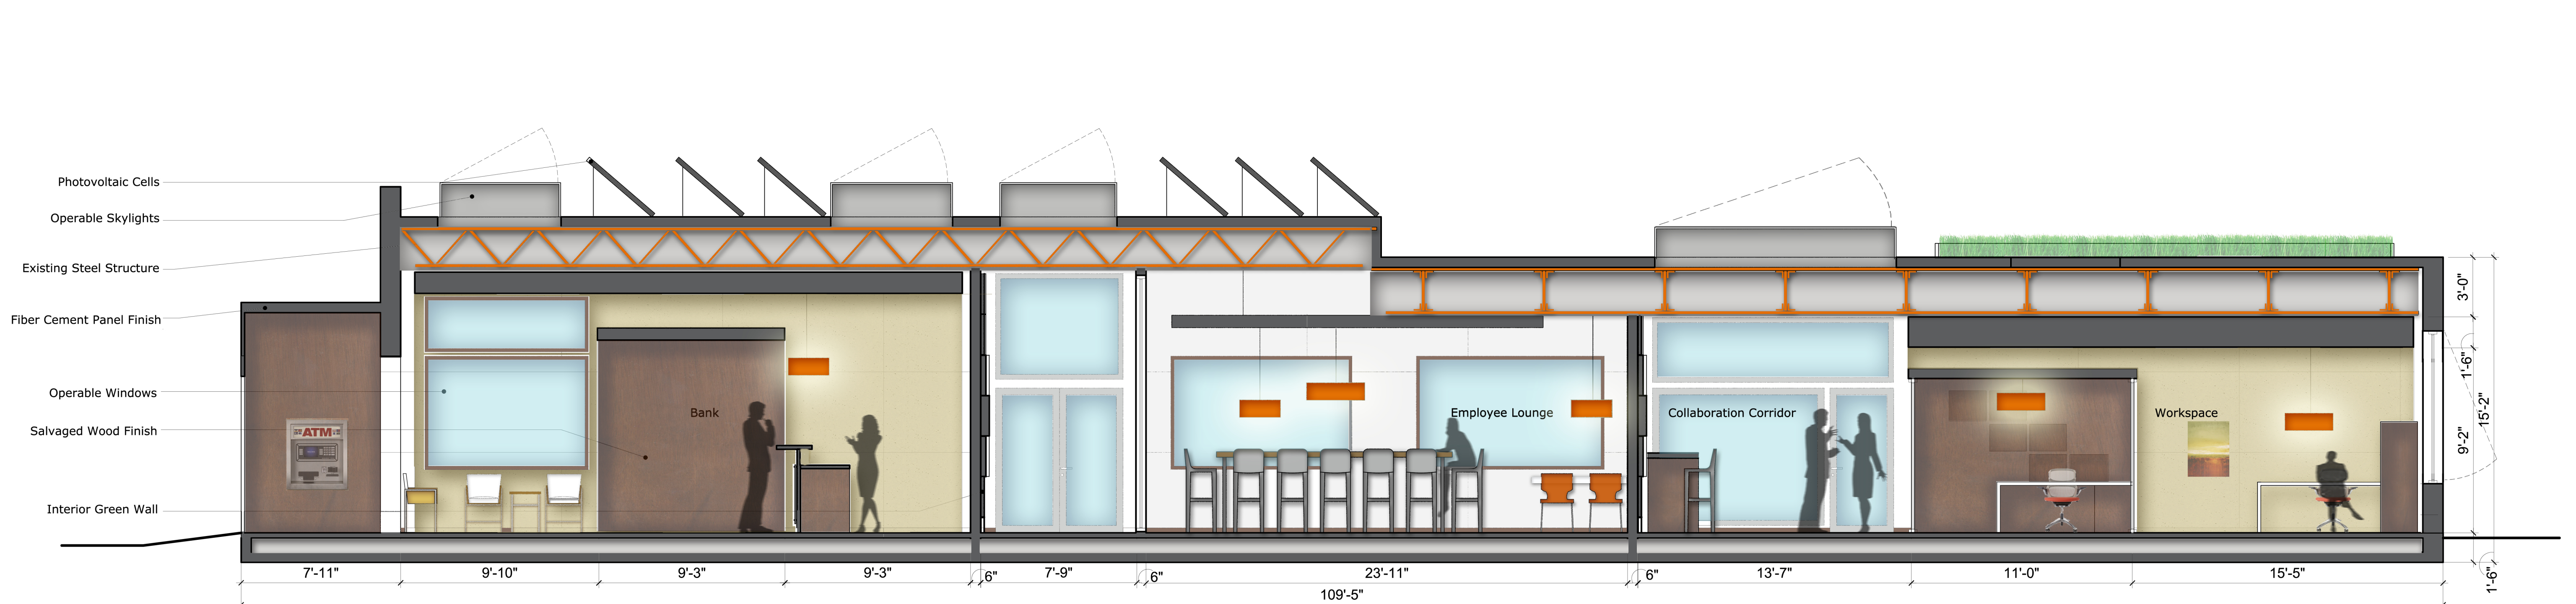 Photovoltaic Cells
Operable Skylights
Existing Steel Structure
Fiber Cement Panel Finish
Operable Windows
Salvaged Wood Finish
Interior Green Wall
ATM
Bank
Employee Lounge
Collaboration Corridor
Workspace
3'-0"
1'-6"
15'-2"
9'-2"
1'-6"
7'-11"
9'-10"
9'-3"
9'-3"
6"
7'-9"
6"
23'-11"
6"
13'-7"
11'-0"
15'-5"
109'-5"